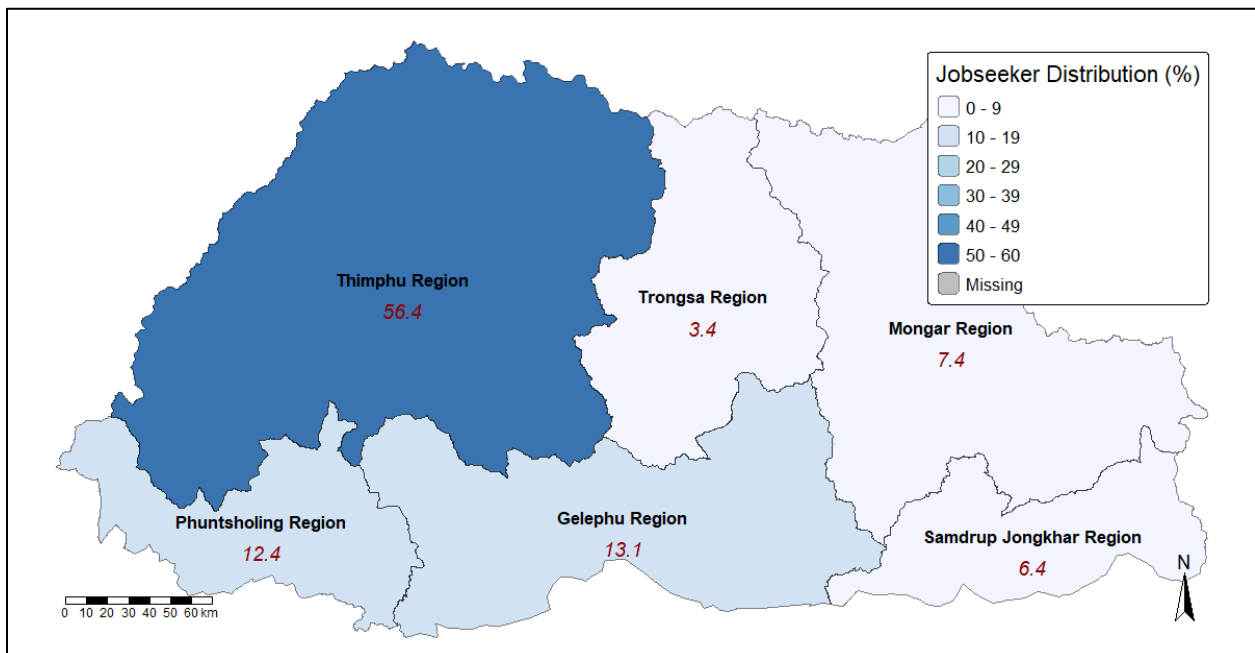 Jobseeker Distribution (%)
0 - 9
10 - 19
20 - 29
30 - 39
40 - 49
50 - 60
Missing
Thimphu Region
56.4
Trongsa Region
3.4
Mongar Region
7.4
Phuntsholing Region
12.4
Gelephu Region
13.1
Samdrup Jongkhar Region
6.4
N
0 10 20 30 40 50 60 km